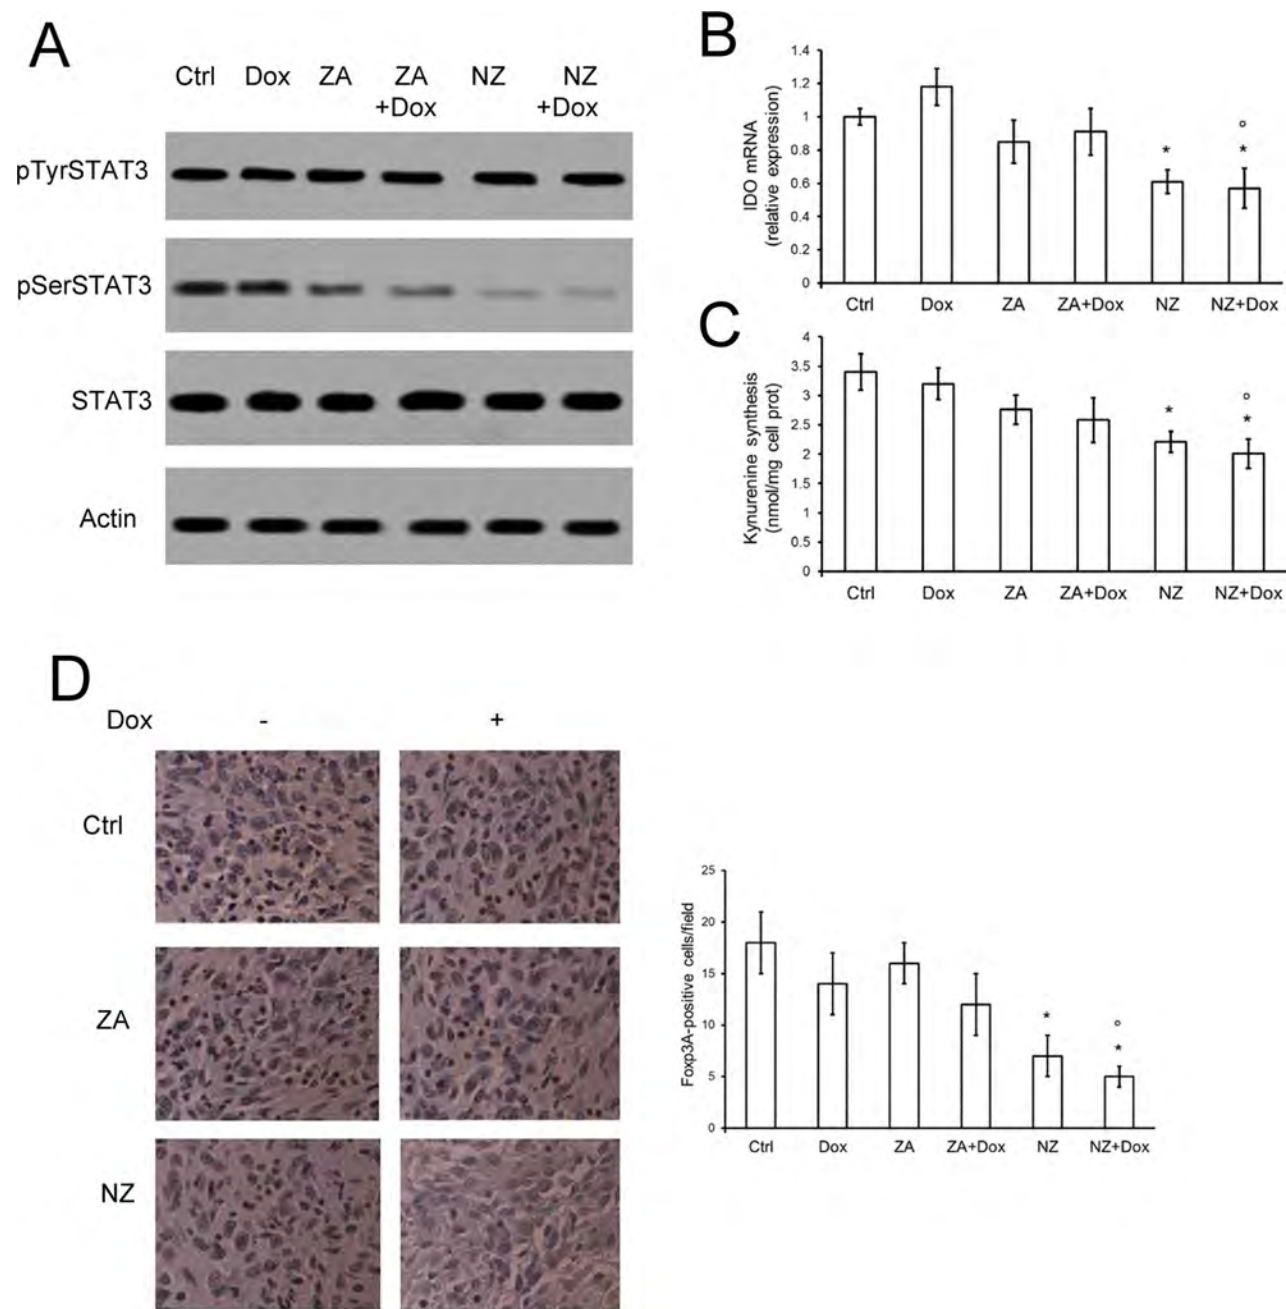 A
Ctrl Dox ZA ZA +Dox NZ NZ +Dox
pTyrSTAT3
pSerSTAT3
STAT3
Actin
B
IDO mRNA
(relative expression)
1.4
1.2
1
0.8
0.6
0.4
0.2
0
*
°
*
Ctrl Dox ZA ZA+Dox NZ NZ+Dox
C
Kynurenine synthesis
(nmol/mg cell prot)
4
3.5
3
2.5
2
1.5
1
0.5
0
*
°
*
Ctrl Dox ZA ZA+Dox NZ NZ+Dox
D
Dox - +
Ctrl
ZA
NZ
Foxp3A-positive cells/field
25
20
15
10
5
0
*
°
*
Ctrl Dox ZA ZA+Dox NZ NZ+Dox